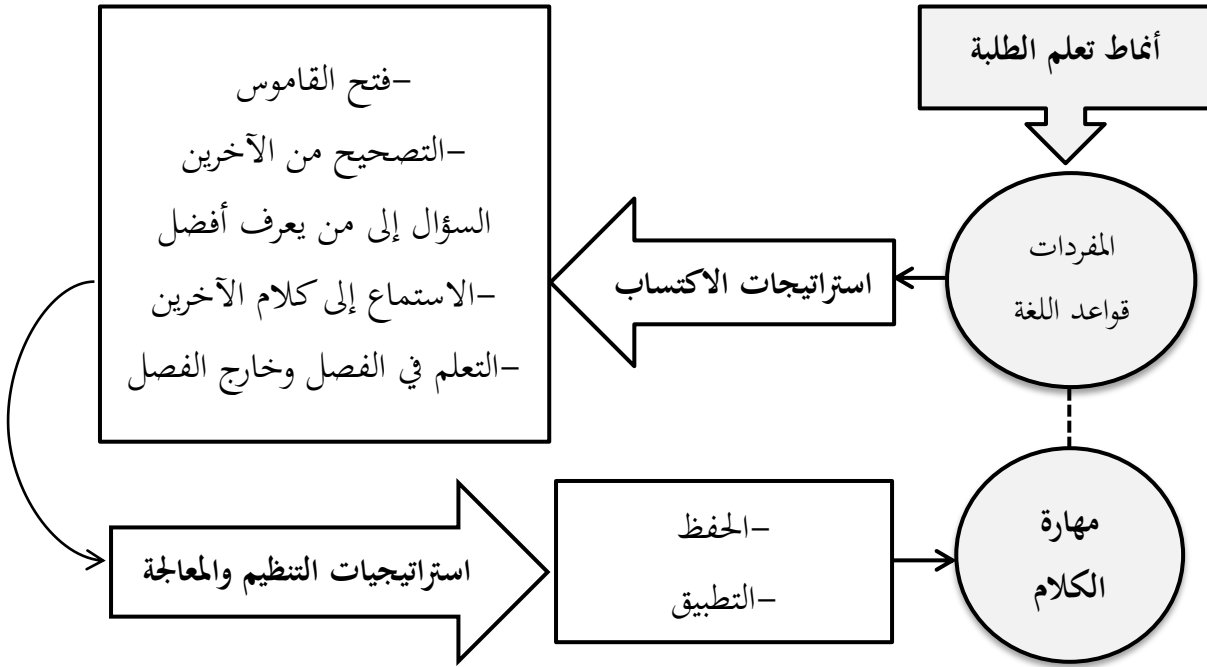 أنماط تعلم الطلبة
المفردات
قواعد اللغة
استراتيجات الاكتساب
-فتح القاموس
-التصحيح من الآخرين
السؤال إلى من يعرف أفضل
-الاستماع إلى كلام الآخرين
-التعلم في الفصل وخارج الفصل
استراتيجيات التنظيم والمعالجة
-الحفظ
-التطبيق
مهارة
الكلام